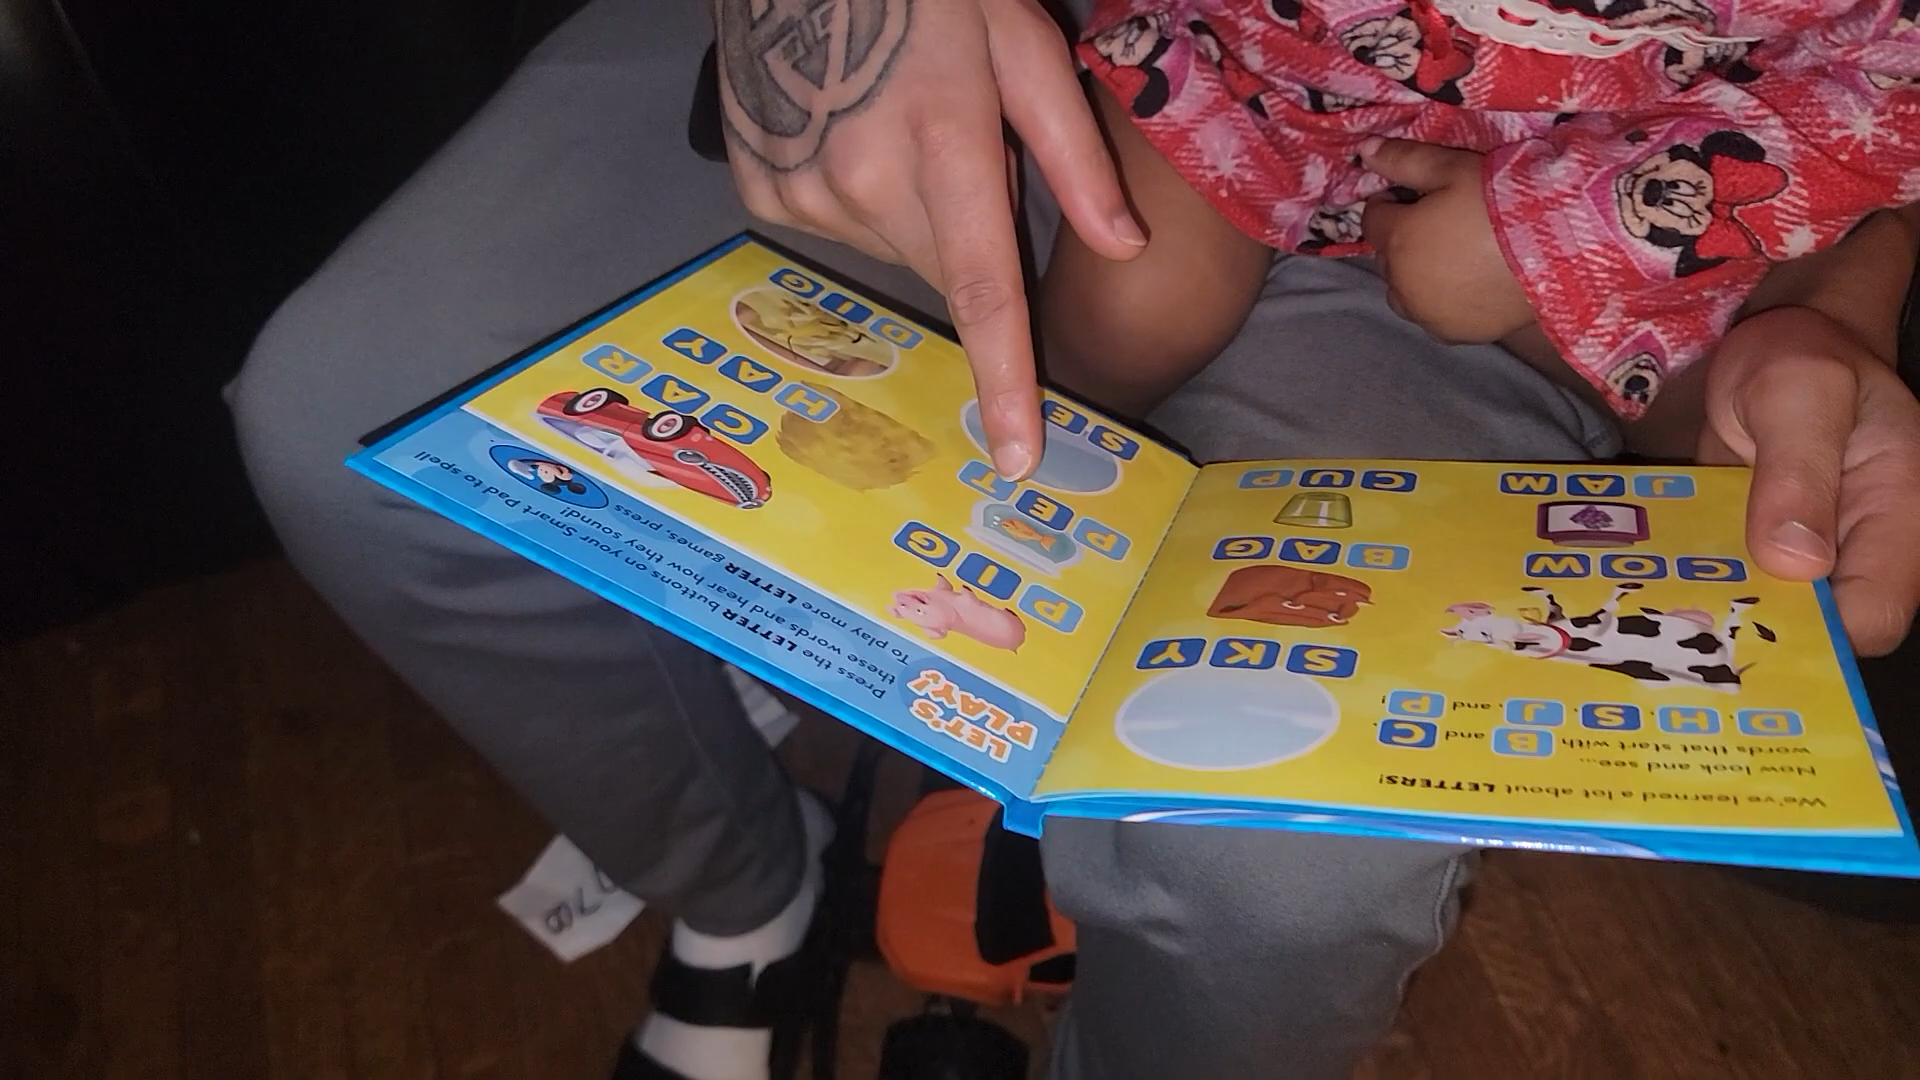 We've learned a lot about LETTERS!
Now look and see...
words that start with B and C,
D, H, S, J, and P!
SKY
COW
BAG
JAM
CUP
LET'S
PLAY!
Press the LETTER buttons on your Smart Pad to spell
these words and hear how they sound!
To play more LETTER games, press
PIG
CAR
PET
HAY
SE
DIG